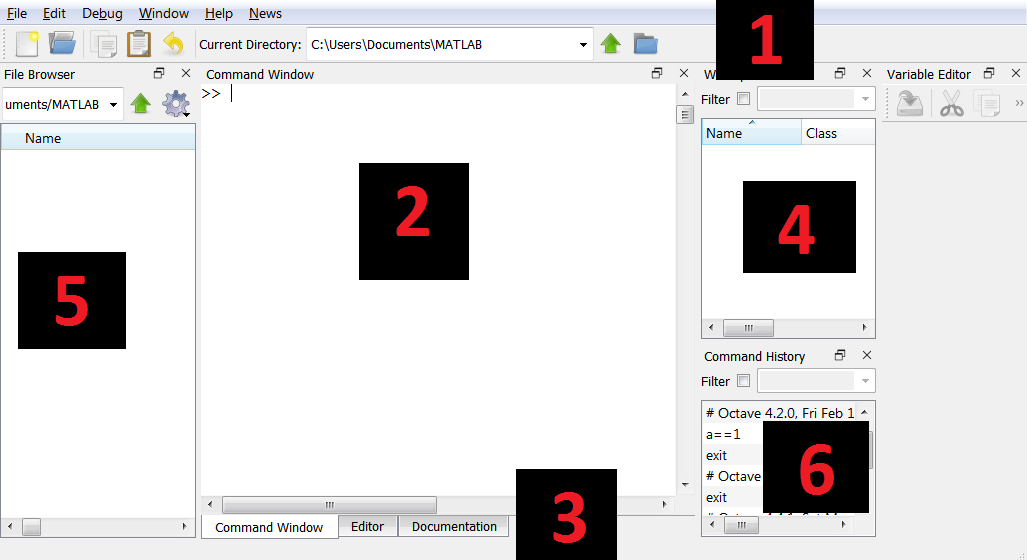 File Edit Debug Window Help News
1
Current Directory: C:\Users\Documents\MATLAB
File Browser
Command Window
Variable Editor
uments/MATLAB
>>
Filter
Name
Name Class
2
4
5
Command History
Filter
# Octave 4.2.0, Fri Feb 1
a==1
exit
# Octave
exit
6
3
Command Window Editor Documentation